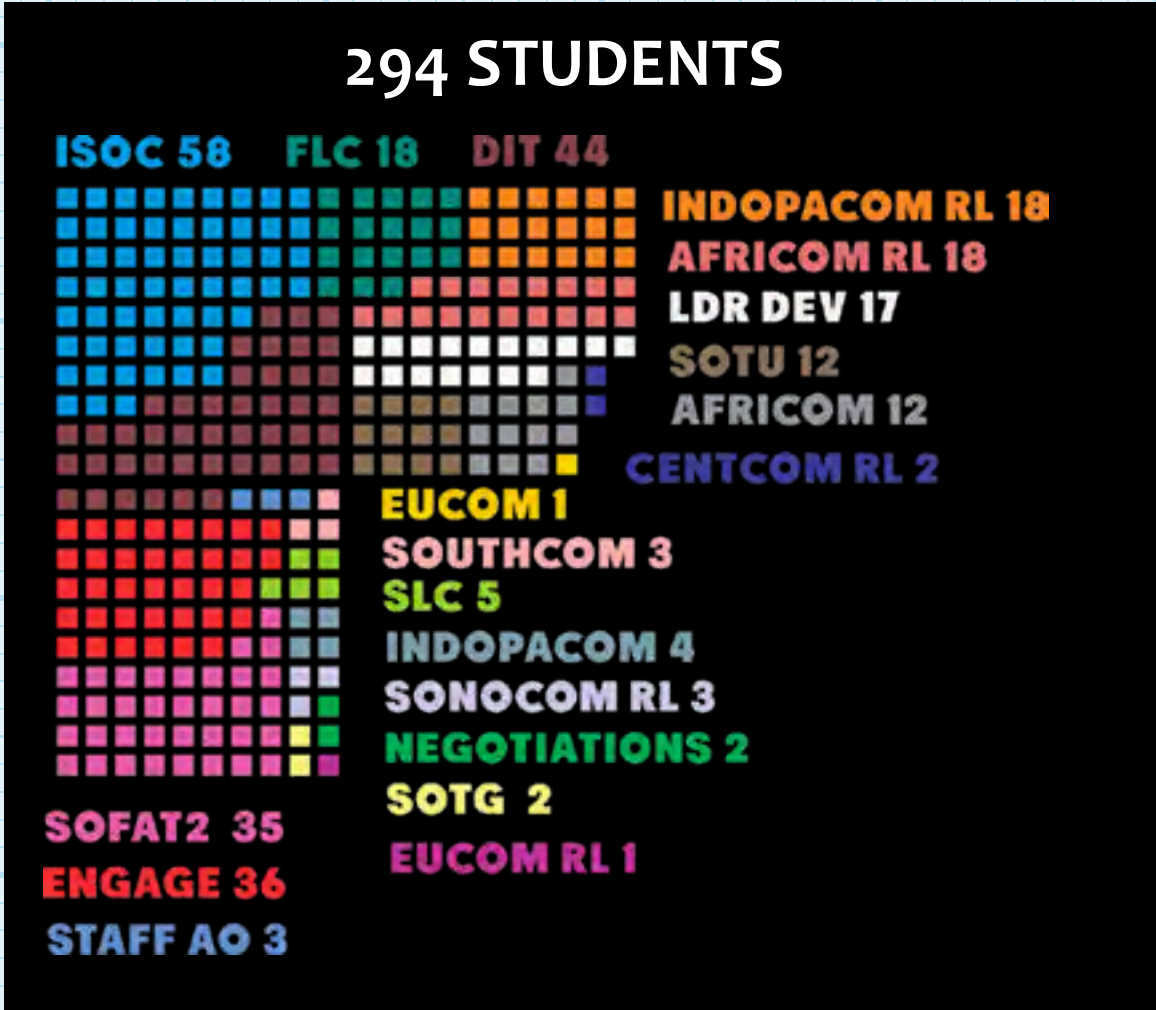 294 STUDENTS
ISOC 58 FLC 18 DIT 44
INDOPACOM RL 18
AFRICOM RL 18
LDR DEV 17
SOTU 12
AFRICOM 12
CENTCOM RL 2
EUCOM 1
SOUTHCOM 3
SLC 5
INDOPACOM 4
SONOCOM RL 3
NEGOTIATIONS 2
SOTG 2
EUCOM RL 1
SOFAT2 35
ENGAGE 36
STAFF AO 3